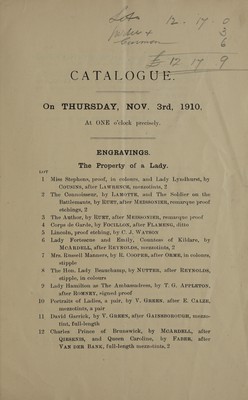 12 . 17 . 0
£ 12 17 9
CATALOGUE.
On THURSDAY, NOV. 3rd, 1910,
At ONE o'clock precisely.
ENGRAVINGS.
The Property of a Lady.
LOT
1 Miss Stephens, proof, in colours, and Lady Lyndhurst, by
COUSINS, after LAWRENCE, mezzotints, 2
2 The Connoisseur, by LAMOTTE, and The Soldier on the
Battlements, by RUET, after MEISSONIER, remarque proof
etchings, 2
3 The Author, by RUET, after MEISSONIER, remarque proof
4 Corps de Garde, by FOCILLON, after FLAMENG, ditto
5 Lincoln, proof etching, by C. J. WATSON
6 Lady Fortescue and Emily, Countess of Kildare, by
MCARDELL, after REYNOLDS, mezzotints, 2
7 Mrs. Russell Manners, by R. COOPER, after ORME, in colours,
stipple
8 The Hon. Lady Beauchamp, by NUTTER, after REYNOLDS,
stipple, in colours
9 Lady Hamilton as The Ambassadress, by T. G. APPLETON,
after ROMNEY, signed proof
10 Portraits of Ladies, a pair, by V. GREEN, after E. CALZE,
mezzotints, a pair
11 David Garrick, by V. GREEN, after GAINSBOROUGH, mezzo-
tint, full-length
12 Charles Prince of Brunswick, by MCARDELL, after
and Queen Caroline, by FABER, after
VAN DER BANK, full-length mezzotints, 2